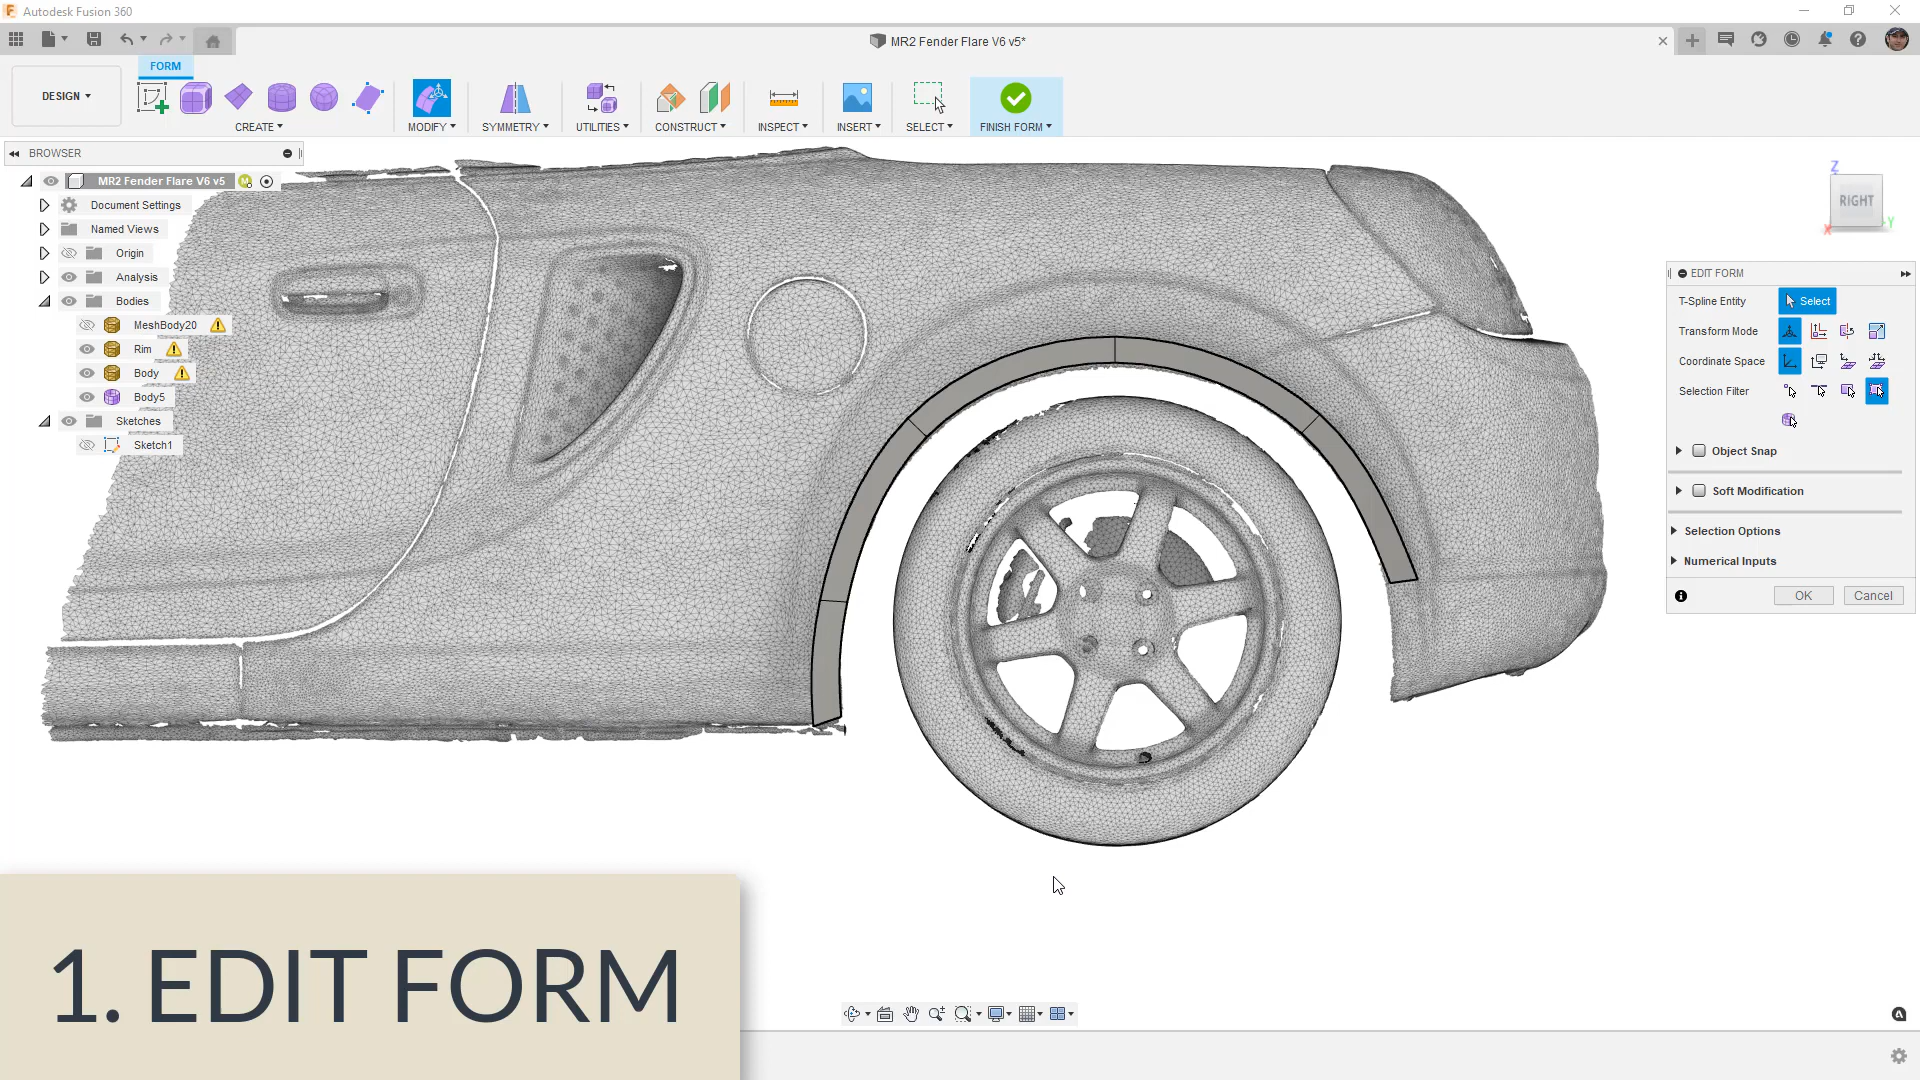 Autodesk Fusion 360
MR2 Fender Flare V6 v5*
FORM
DESIGN
CREATE
MODIFY
SYMMETRY
UTILITIES
CONSTRUCT
INSPECT
INSERT
SELECT
FINISH FORM
BROWSER
MR2 Fender Flare V6 v5
Document Settings
Named Views
Origin
Analysis
Bodies
MeshBody20
Rim
Body
Body5
Sketches
Sketch1
Z
RIGHT
Y
X
EDIT FORM
T-Spline Entity
Select
Transform Mode
Coordinate Space
Selection Filter
Object Snap
Soft Modification
Selection Options
Numerical Inputs
OK
Cancel
1. EDIT FORM